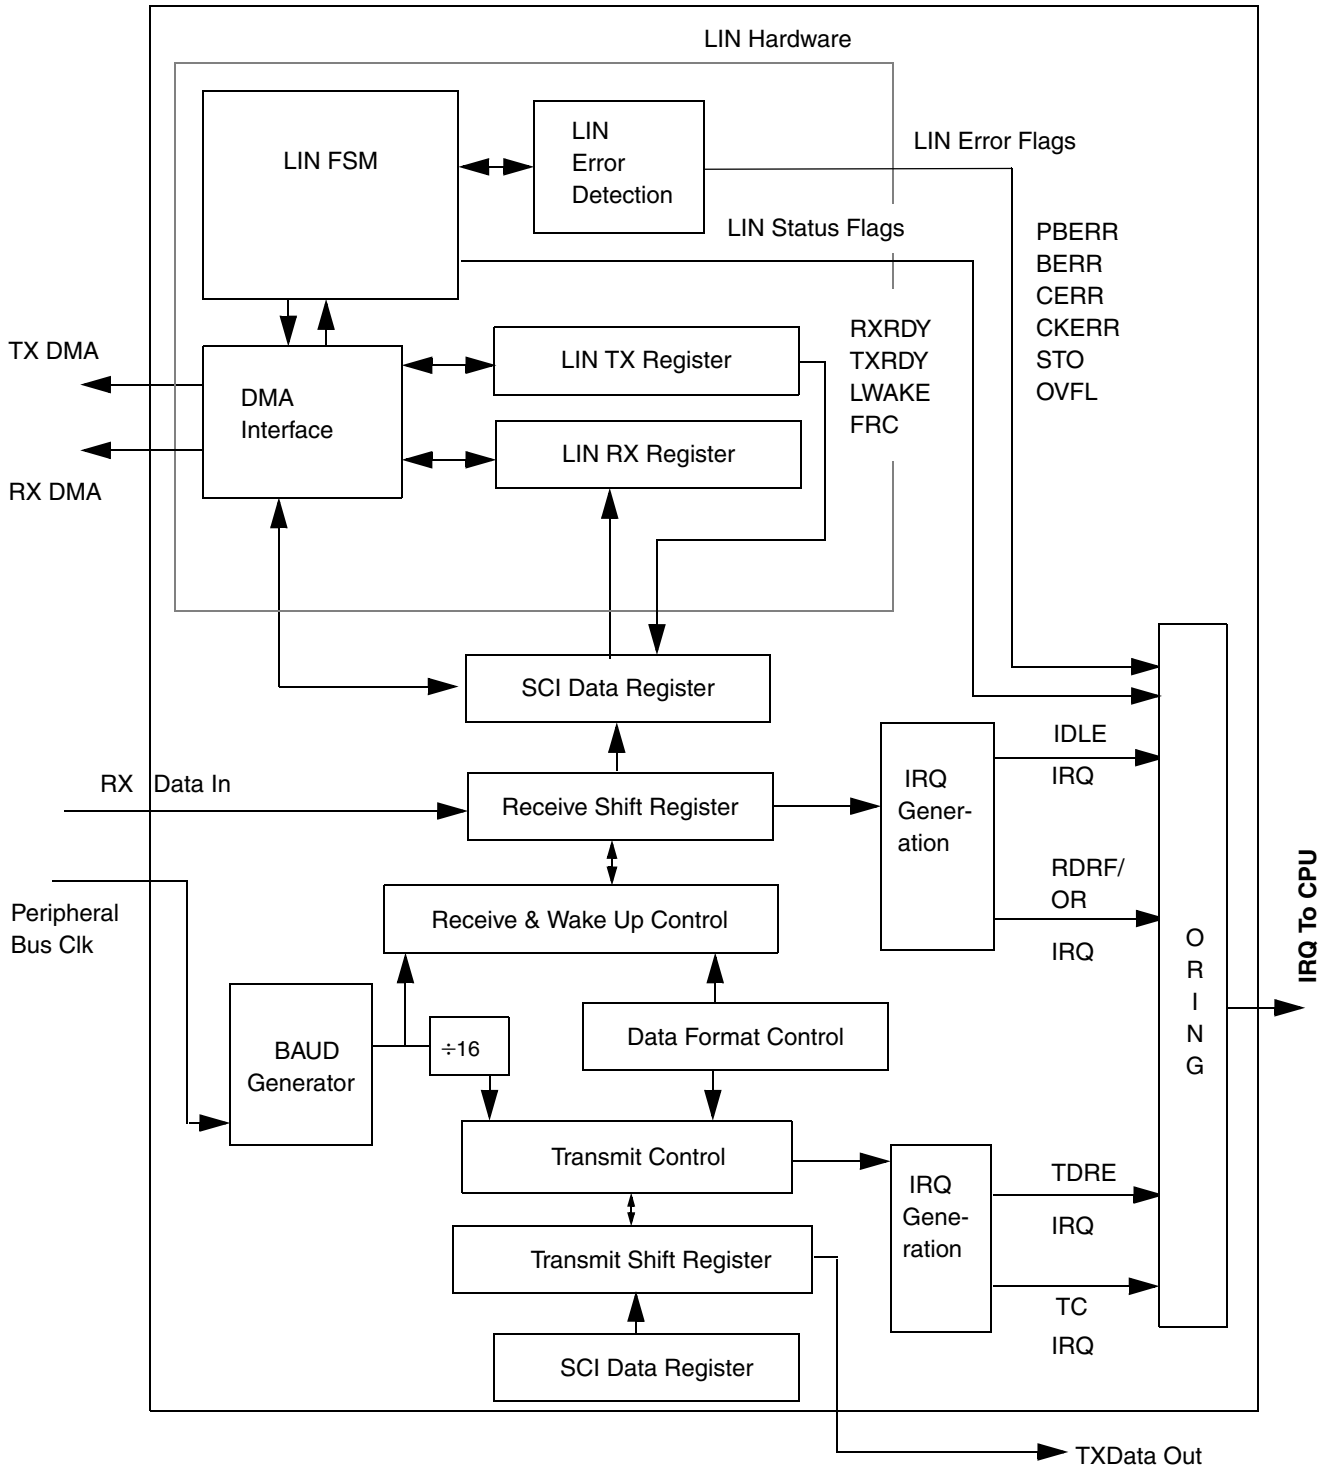 LIN Hardware
LIN FSM
LIN
Error
Detection
LIN Error Flags
LIN Status Flags
PBERR
BERR
CERR
CKERR
STO
OVFL
RXRDY
TXRDY
LWAKE
FRC
TX DMA
RX DMA
DMA
Interface
LIN TX Register
LIN RX Register
SCI Data Register
RX Data In
Receive Shift Register
IRQ
Gener-
ation
IDLE
IRQ
RDRF/
OR
IRQ
Peripheral
Bus Clk
Receive & Wake Up Control
BAUD
Generator
÷16
Data Format Control
Transmit Control
IRQ
Gene-
ration
TDRE
IRQ
TC
IRQ
Transmit Shift Register
SCI Data Register
O
R
I
N
G
IRQ To CPU
TXData Out